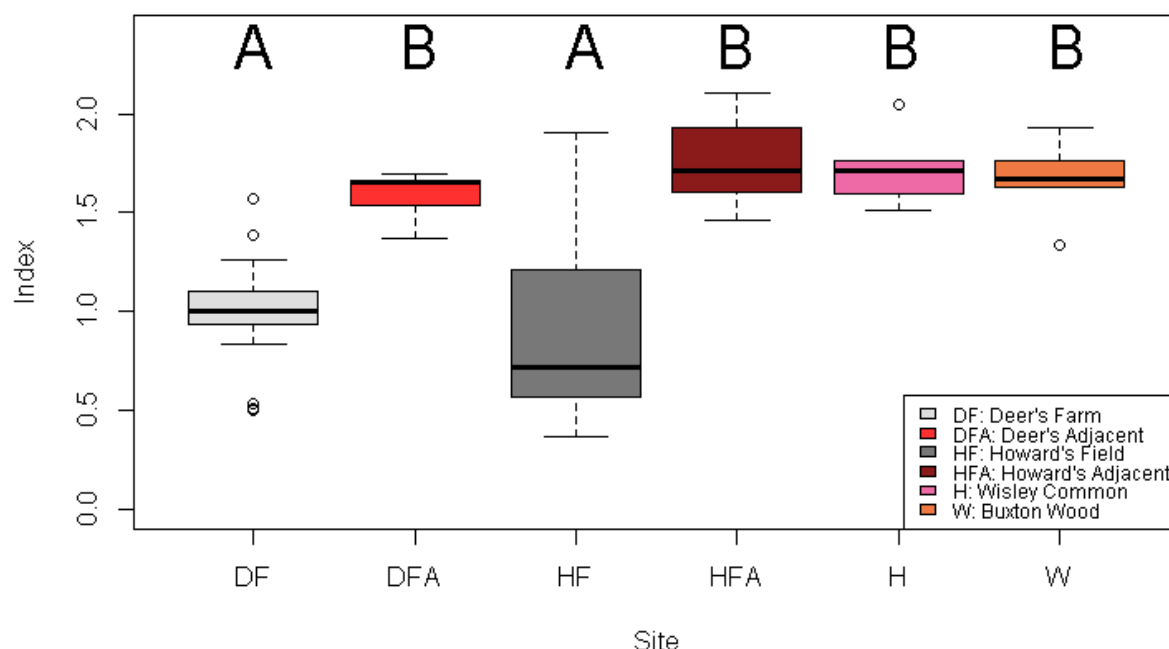 A B A B B B
2.0
1.5
1.0
0.5
0.0
Index
DF: Deer's Farm
DFA: Deer's Adjacent
HF: Howard's Field
HFA: Howard's Adjacent
H: Wisley Common
W: Buxton Wood
DF DFA HF HFA H W
Site